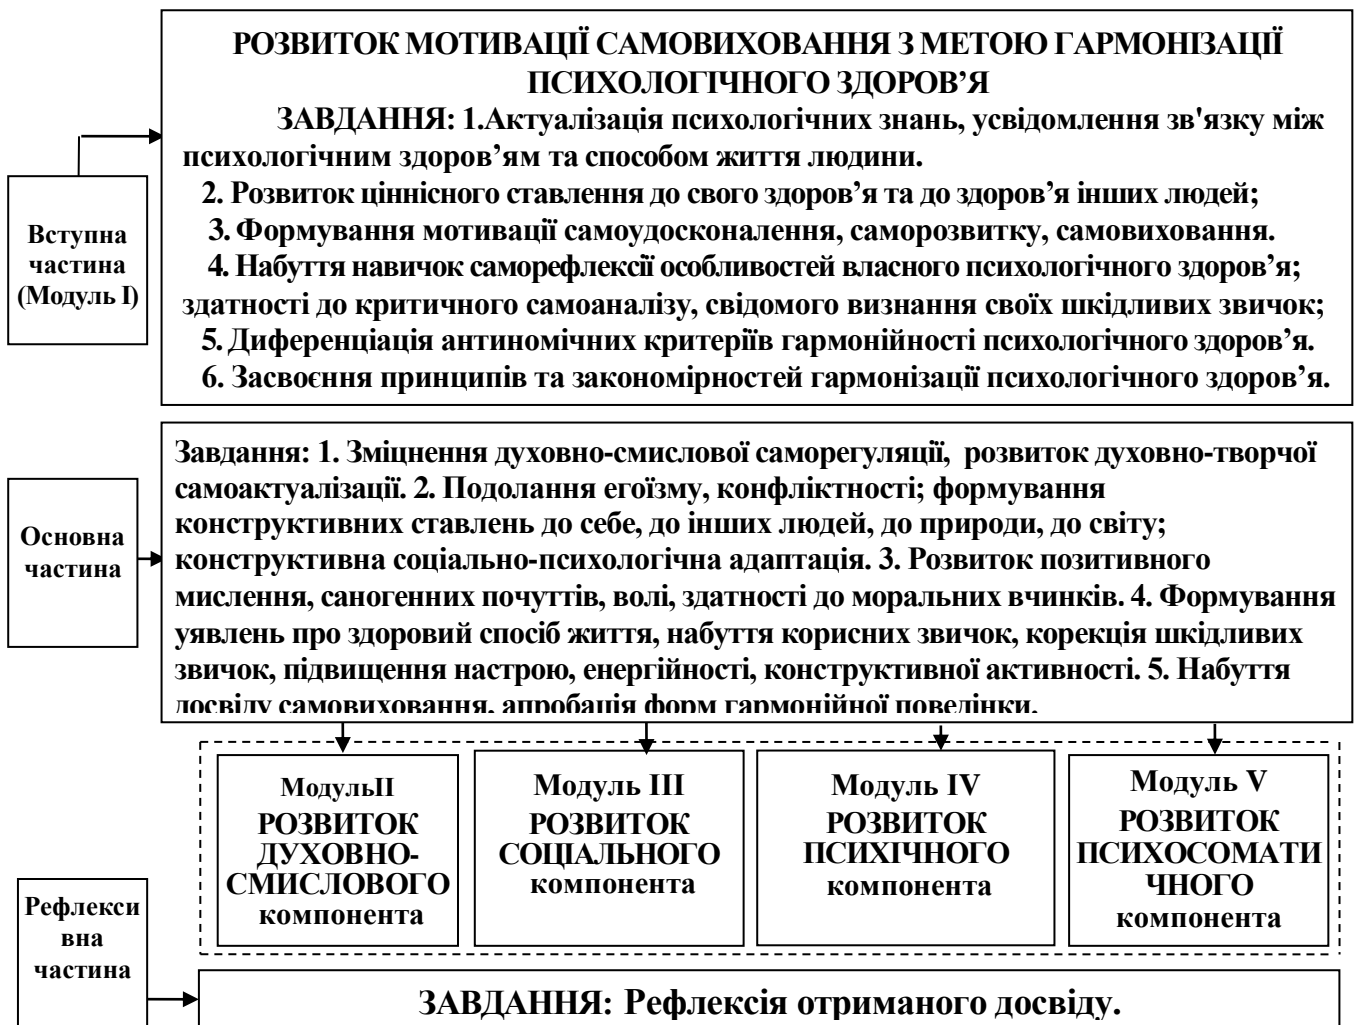 РОЗВИТОК МОТИВАЦІЇ САМОВИХОВАННЯ З МЕТОЮ ГАРМОНІЗАЦІЇ
ПСИХОЛОГІЧНОГО ЗДОРОВ’Я
ЗАВДАННЯ: 1.Актуалізація психологічних знань, усвідомлення зв'язку між
психологічним здоров’ям та способом життя людини.
2. Розвиток ціннісного ставлення до свого здоров’я та до здоров’я інших людей;
3. Формування мотивації самоудосконалення, саморозвитку, самовиховання.
4. Набуття навичок саморефлексії особливостей власного психологічного здоров’я;
здатності до критичного самоаналізу, свідомого визнання своїх шкідливих звичок;
5. Диференціація антиномічних критеріїв гармонійності психологічного здоров’я.
6. Засвоєння принципів та закономірностей гармонізації психологічного здоров’я.
Вступна
частина
(Модуль I)
Завдання: 1. Зміцнення духовно-смислової саморегуляції, розвиток духовно-творчої
самоактуалізації. 2. Подолання егоїзму, конфліктності; формування
конструктивних ставлень до себе, до інших людей, до природи, до світу;
конструктивна соціально-психологічна адаптація. 3. Розвиток позитивного
мислення, саногенних почуттів, волі, здатності до моральних вчинків. 4. Формування
уявлень про здоровий спосіб життя, набуття корисних звичок, корекція шкідливих
звичок, підвищення настрою, енергійності, конструктивної активності. 5. Набуття
досвіду самовиховання, апробація форм гармонійної поведінки.
Основна
частина
МодульII
РОЗВИТОК
ДУХОВНО-
СМИСЛОВОГО
компонента
Модуль III
РОЗВИТОК
СОЦІАЛЬНОГО
компонента
Модуль IV
РОЗВИТОК
ПСИХІЧНОГО
компонента
Модуль V
РОЗВИТОК
ПСИХОСОМАТИ
ЧНОГО
компонента
Рефлекси
вна
частина
ЗАВДАННЯ: Рефлексія отриманого досвіду.